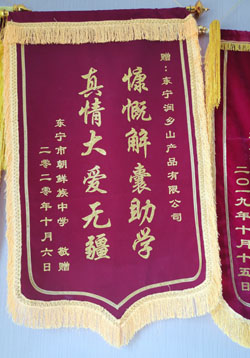 赠：东宁润乡山产品有限公司
慷慨解囊助学
真情大爱无疆
东宁市朝鲜族中学 敬赠
二零二零年十月六日
二〇一九年十月十五日